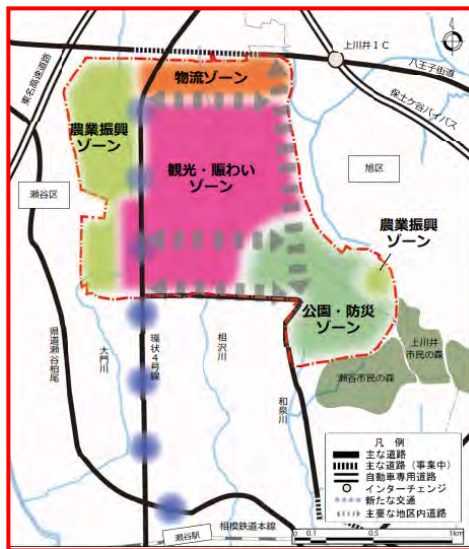 上川井ＩＣ
八王子街道
保土ケ谷バイパス
東名高速道路
物流ゾーン
農業振興
ゾーン
観光・賑わい
ゾーン
瀬谷区
旭区
農業振興
ゾーン
公園・防災
ゾーン
上川井
市民の森
瀬谷市民の森
県道瀬谷柏尾
大門川
環状４号線
相沢川
和泉川
相模鉄道本線
瀬谷駅
凡 例
主な道路
主な道路（事業中）
自動車専用道路
インターチェンジ
新たな交通
主要な地区内道路
0 0.1 0.5 1km